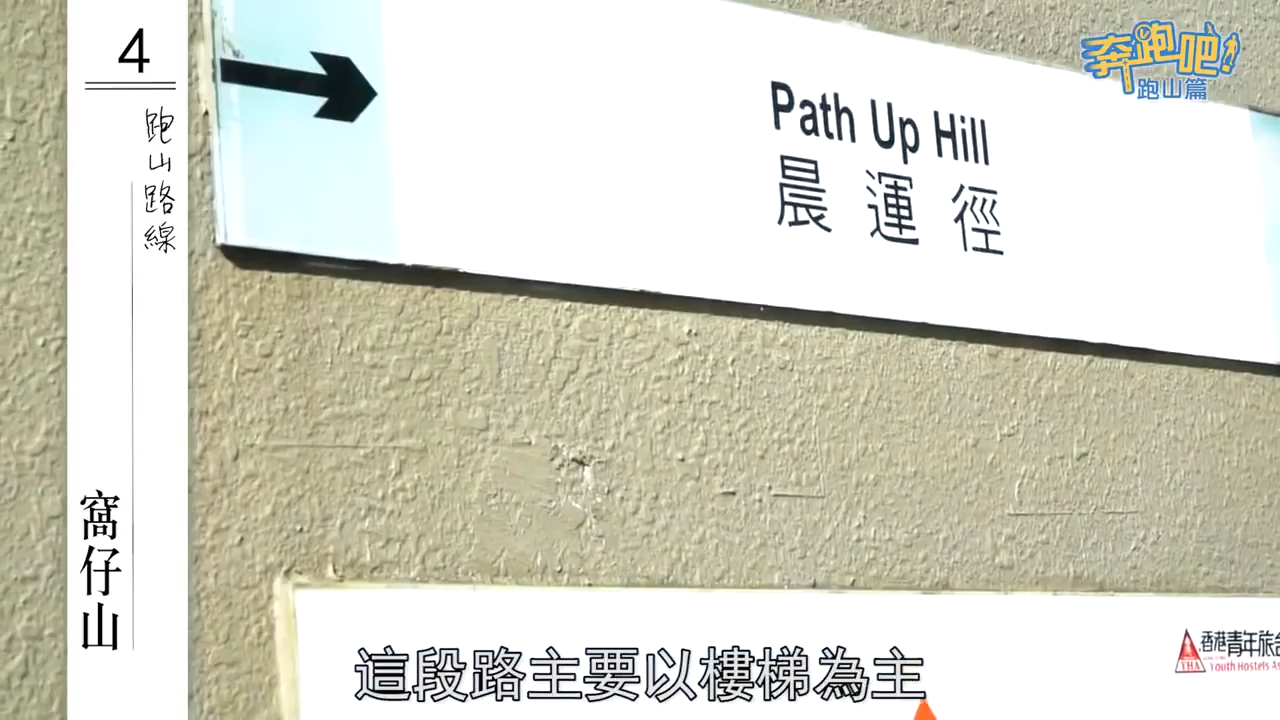 4
跑山路線
窩仔山
奔跑吧!
跑山篇
Path Up Hill
晨運徑
香港青年旅舍
YHA
Youth Hostels As
這段路主要以樓梯為主